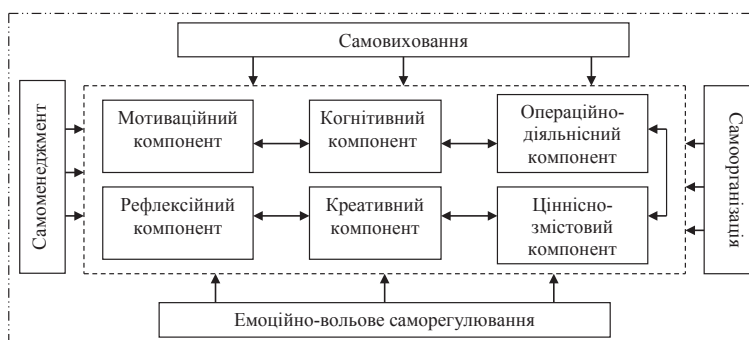 Самовиховання
Самоменеджмент
Мотиваційний
компонент
Когнітивний
компонент
Операційно-
діяльнісний
компонент
Самоорганізація
Рефлексійний
компонент
Креативний
компонент
Ціннісно-
змістовий
компонент
Емоційно-вольове саморегулювання